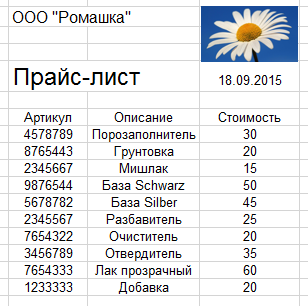 ООО "Ромашка"
Прайс-лист 18.09.2015
Артикул Описание Стоимость
4578789 Порозаполнитель 30
8765443 Грунтовка 20
2345667 Мишлак 15
9876544 База Schwarz 50
5678782 База Silber 45
2345567 Разбавитель 25
7654322 Очиститель 20
3456789 Отвердитель 35
7654333 Лак прозрачный 60
1233333 Добавка 20